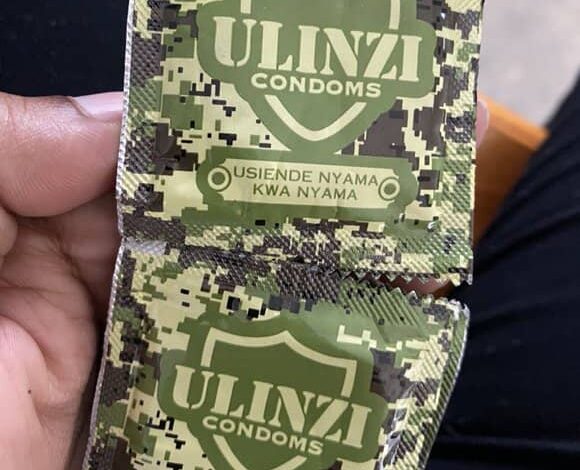 ULINZI
CONDOMS
USIENDE NYAMA
KWA NYAMA
ULINZI
CONDOMS